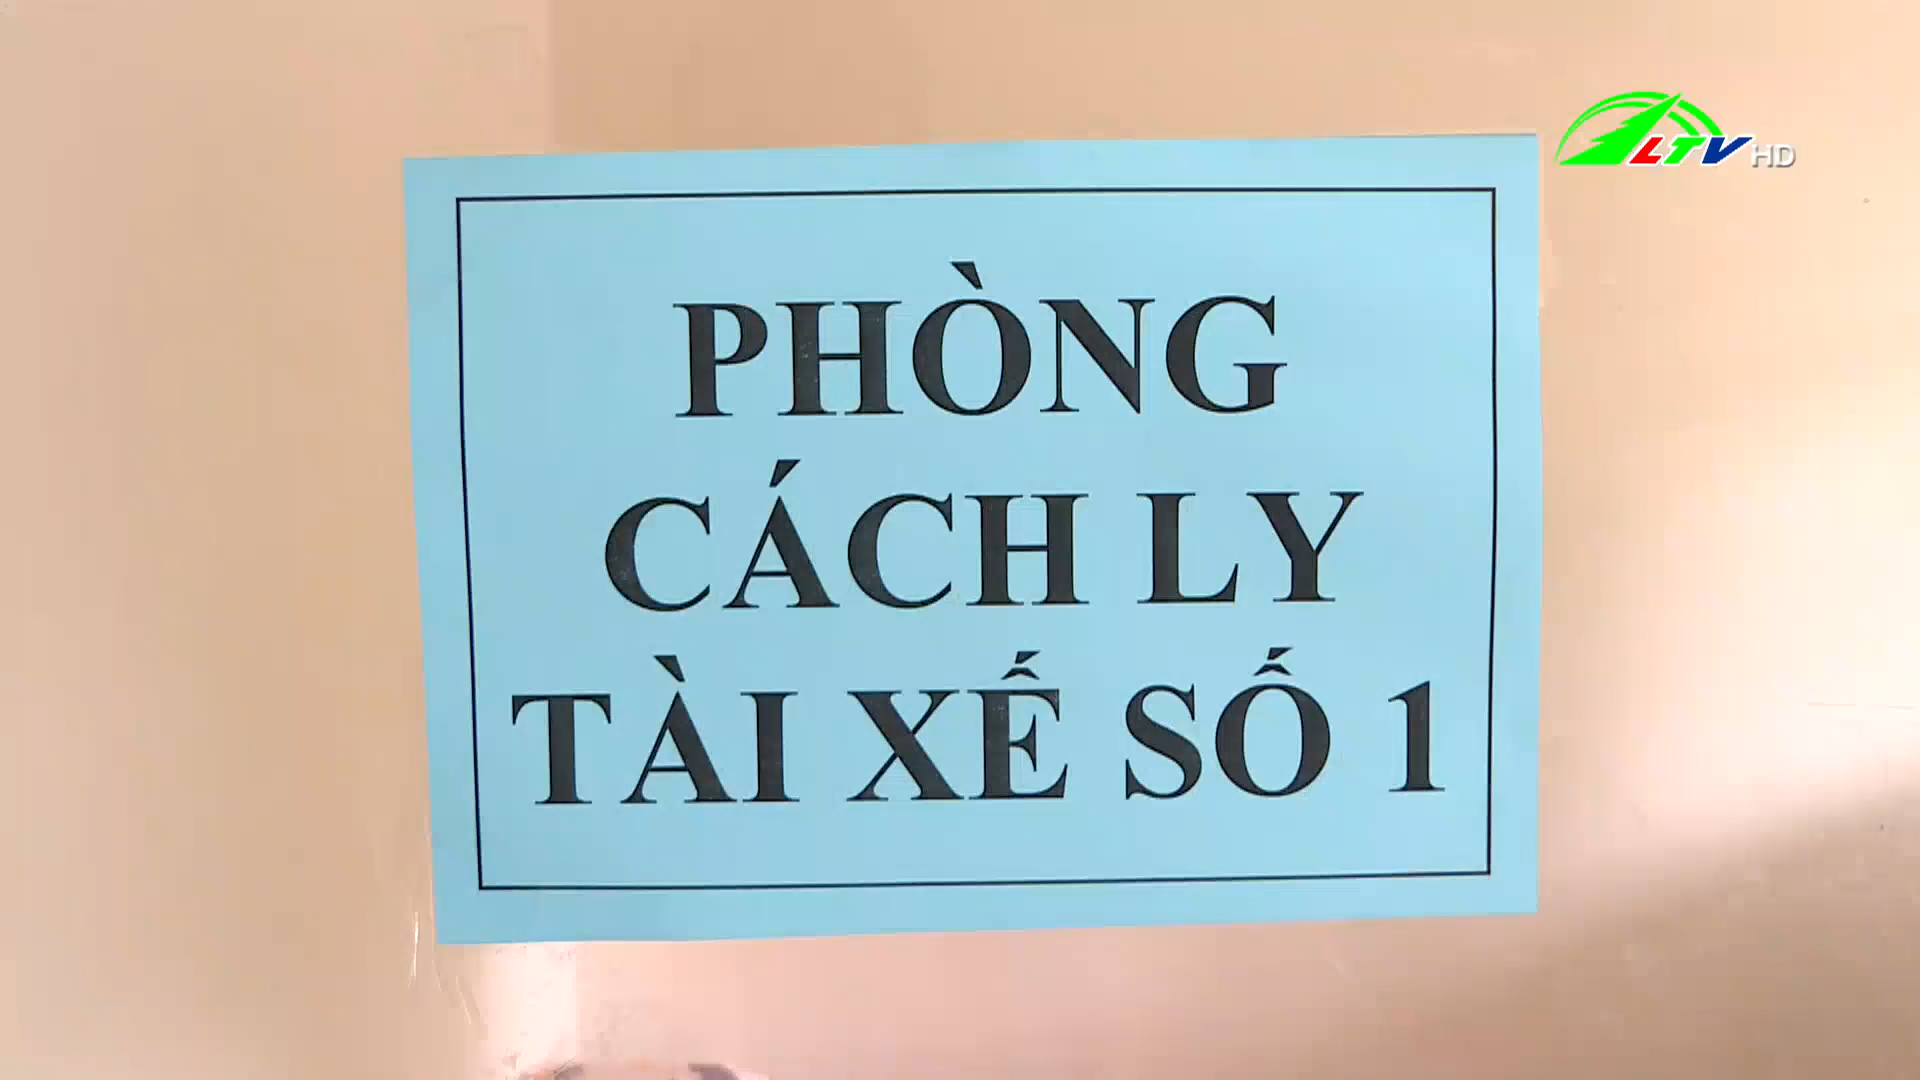 LTV HD
PHÒNG
CÁCH LY
TÀI XẾ SỐ 1